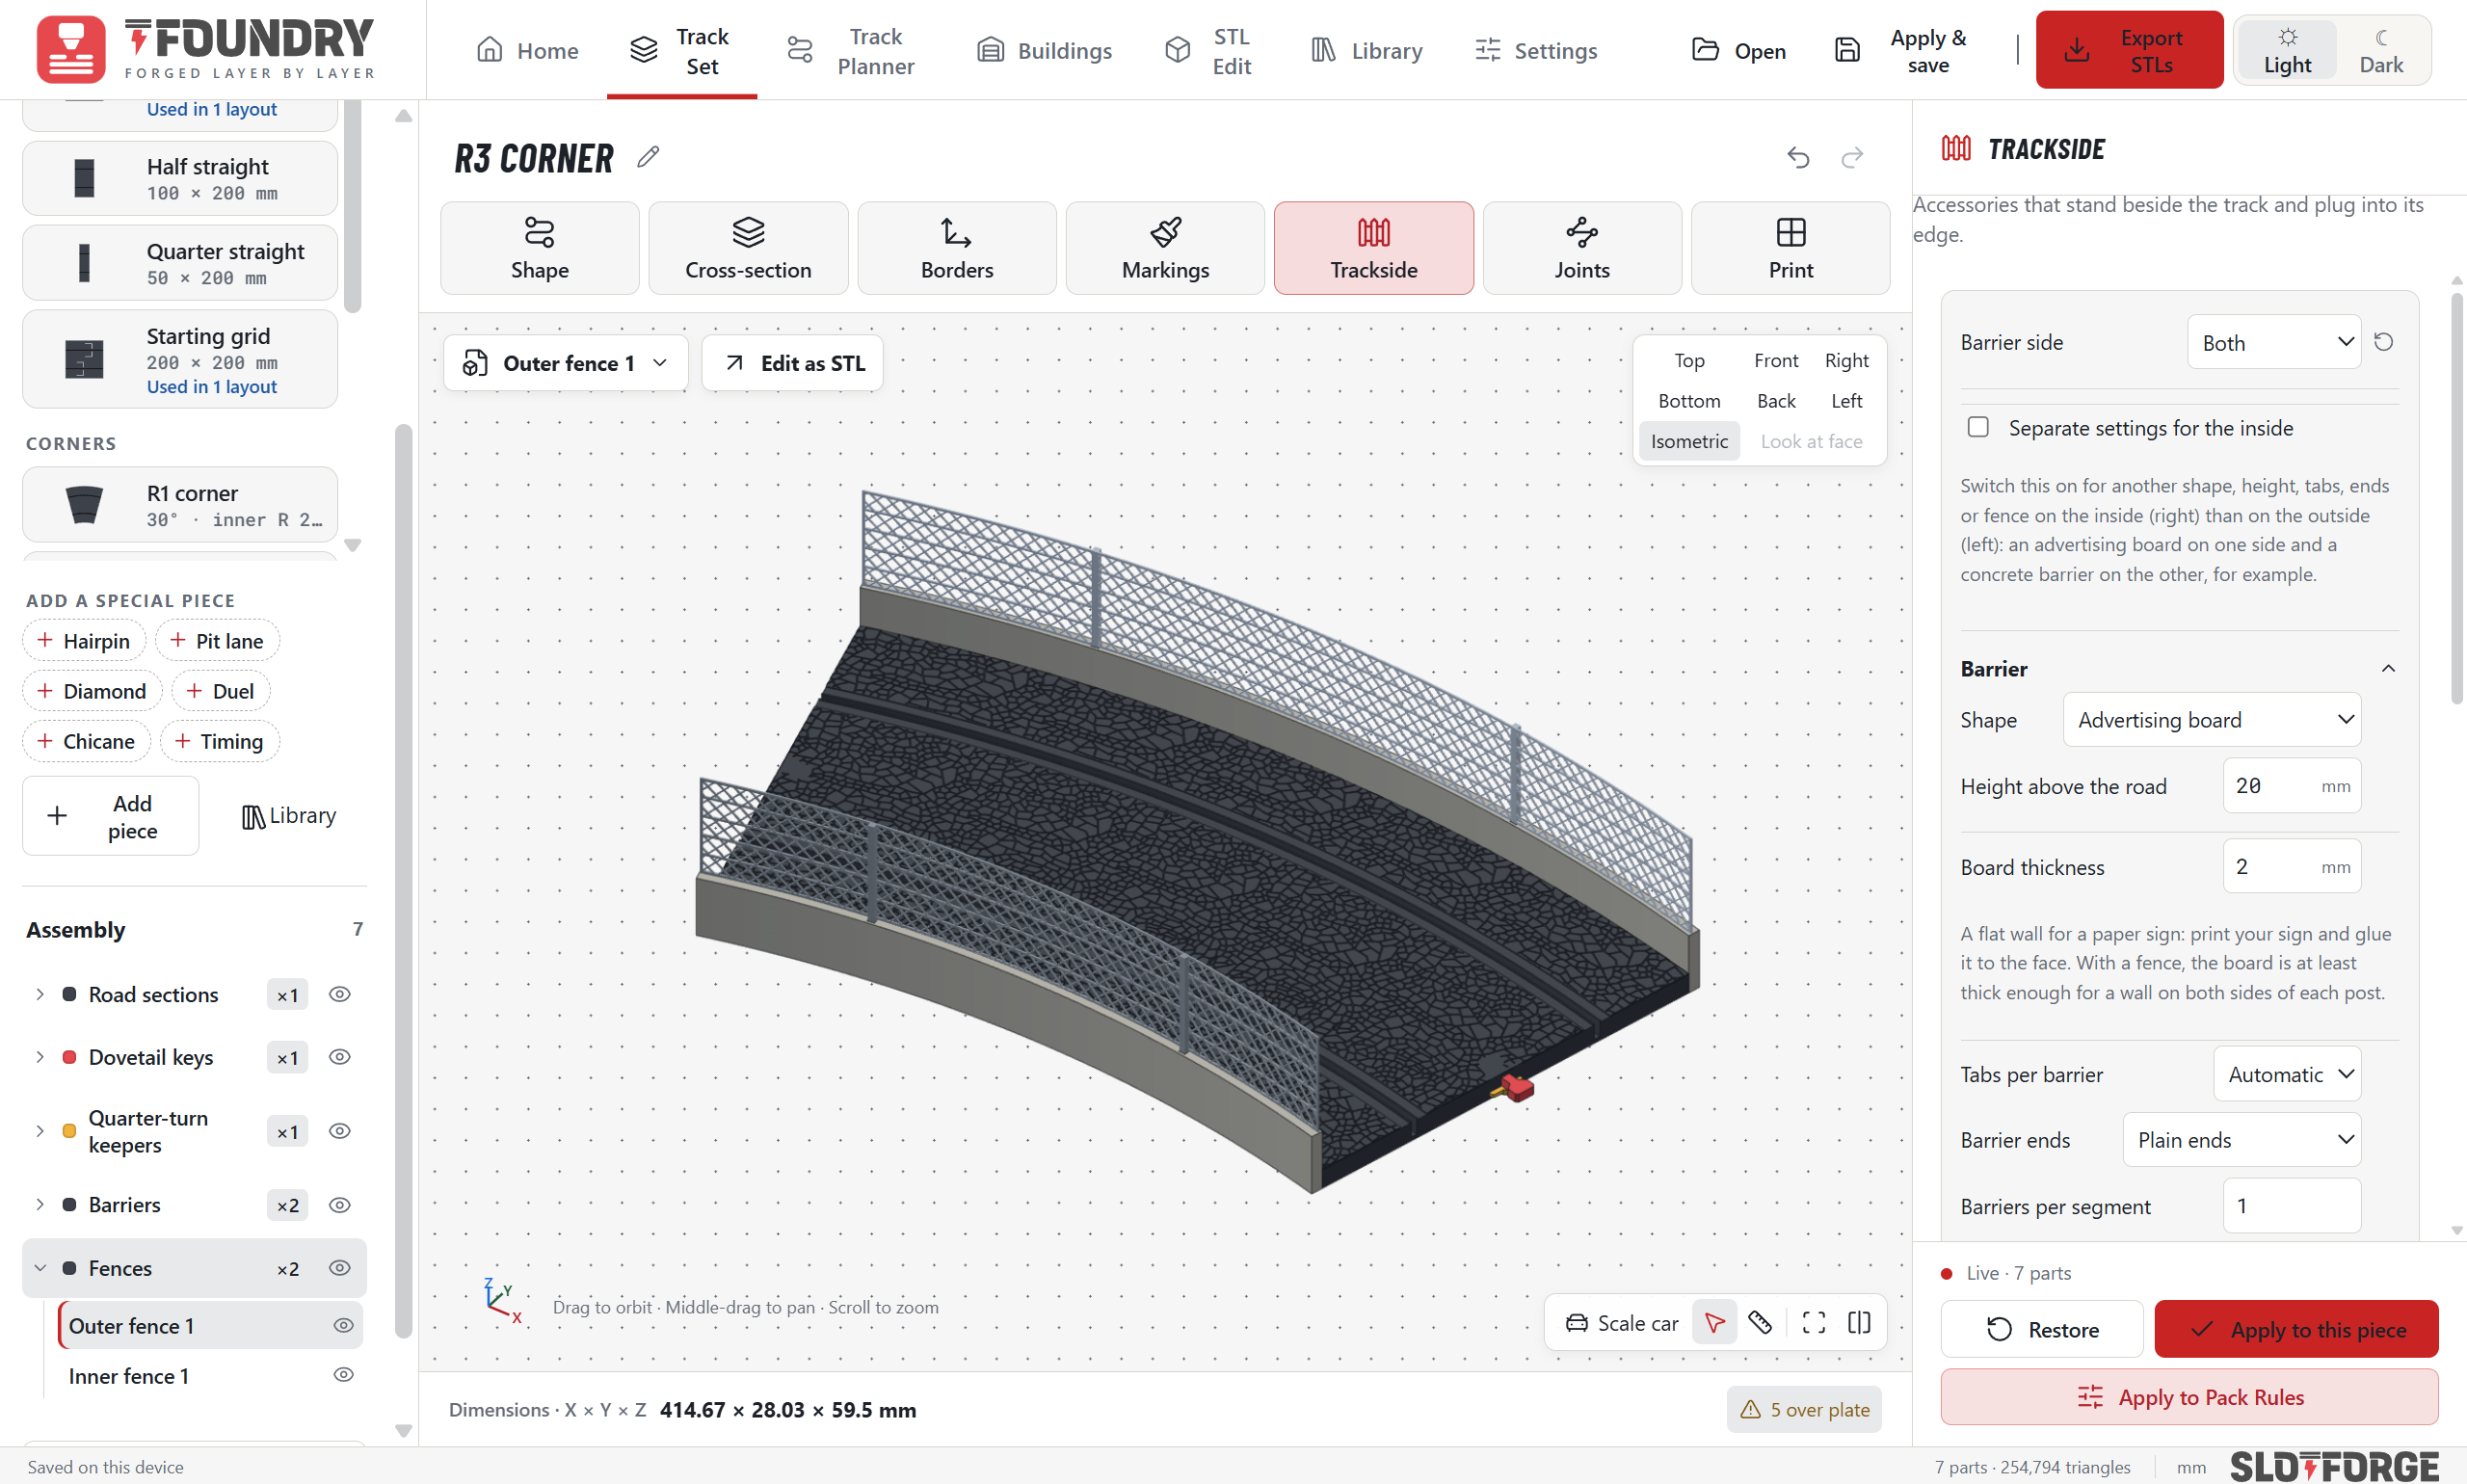 FOUNDRY
FORGED LAYER BY LAYER
Home
Track Set
Track Planner
Buildings
STL Edit
Library
Settings
Open
Apply & save
Export STLs
Light
Dark
Used in 1 layout
Half straight
100 × 200 mm
Quarter straight
50 × 200 mm
Starting grid
200 × 200 mm
Used in 1 layout
CORNERS
R1 corner
30° · inner R 2…
ADD A SPECIAL PIECE
+ Hairpin
+ Pit lane
+ Diamond
+ Duel
+ Chicane
+ Timing
+ Add piece
Library
Assembly 7
Road sections ×1
Dovetail keys ×1
Quarter-turn keepers ×1
Barriers ×2
Fences ×2
Outer fence 1
Inner fence 1
R3 CORNER
Shape
Cross-section
Borders
Markings
Trackside
Joints
Print
Outer fence 1
Edit as STL
Top Front Right
Bottom Back Left
Isometric Look at face
Z
Y
X
Drag to orbit · Middle-drag to pan · Scroll to zoom
Scale car
Dimensions · X × Y × Z 414.67 × 28.03 × 59.5 mm
5 over plate
TRACKSIDE
Accessories that stand beside the track and plug into its
edge.
Barrier side Both
Separate settings for the inside
Switch this on for another shape, height, tabs, ends
or fence on the inside (right) than on the outside
(left): an advertising board on one side and a
concrete barrier on the other, for example.
Barrier
Shape Advertising board
Height above the road 20 mm
Board thickness 2 mm
A flat wall for a paper sign: print your sign and glue
it to the face. With a fence, the board is at least
thick enough for a wall on both sides of each post.
Tabs per barrier Automatic
Barrier ends Plain ends
Barriers per segment 1
Live · 7 parts
Restore
Apply to this piece
Apply to Pack Rules
Saved on this device
7 parts · 254,794 triangles
mm
SLOTFORGE